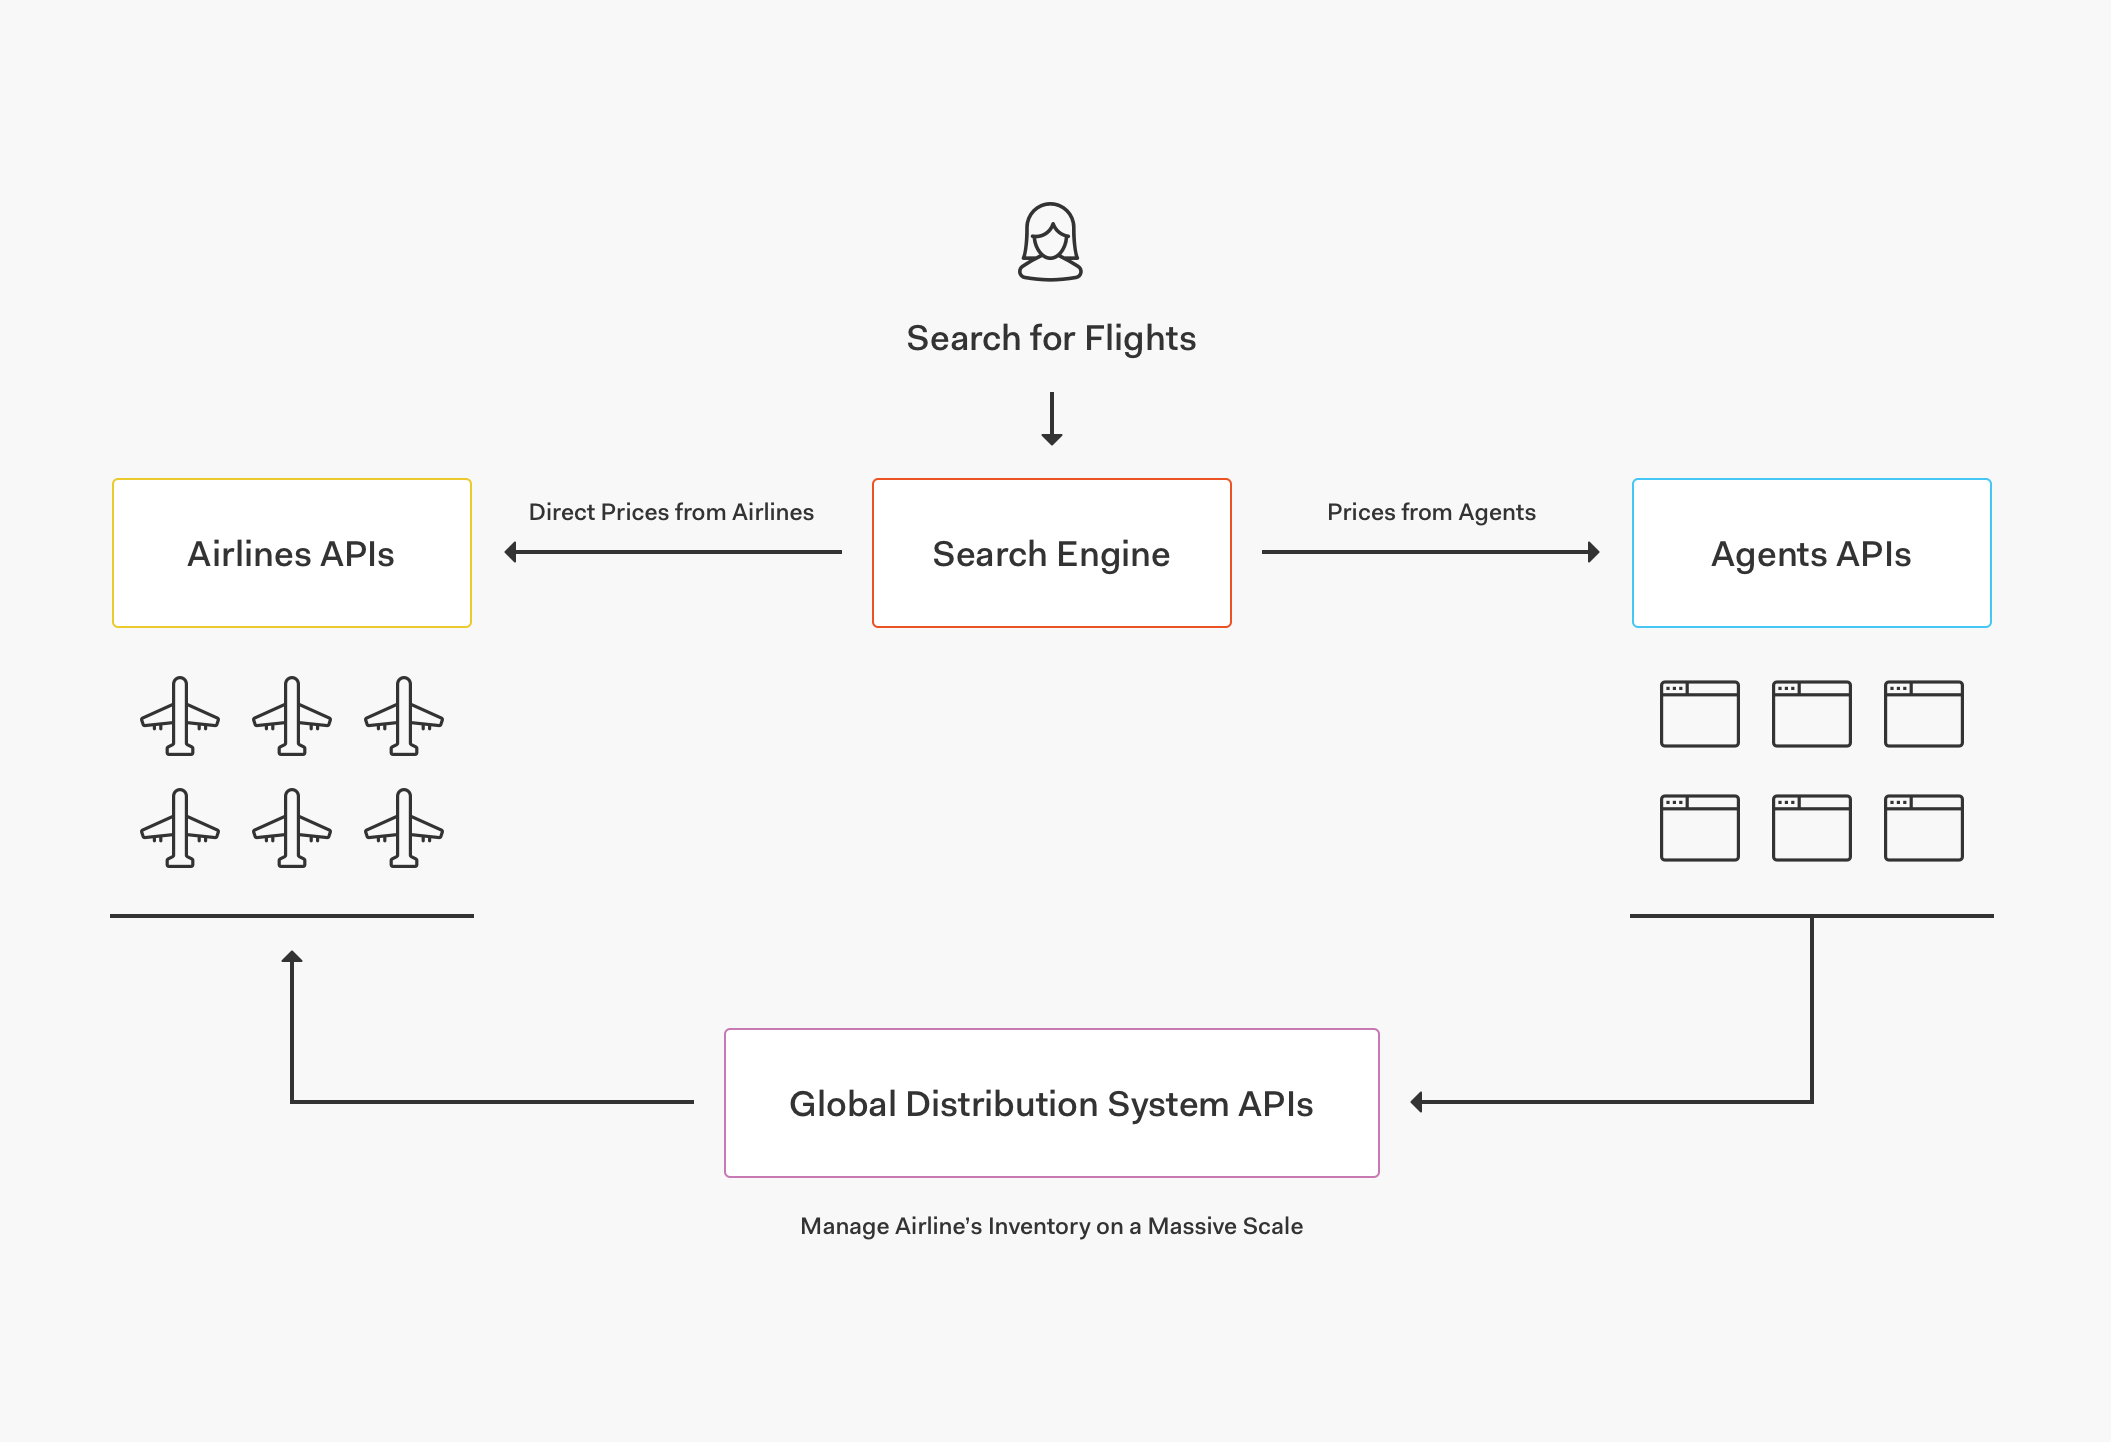 Search for Flights
Airlines APIs
Direct Prices from Airlines
Search Engine
Prices from Agents
Agents APIs
Global Distribution System APIs
Manage Airline's Inventory on a Massive Scale